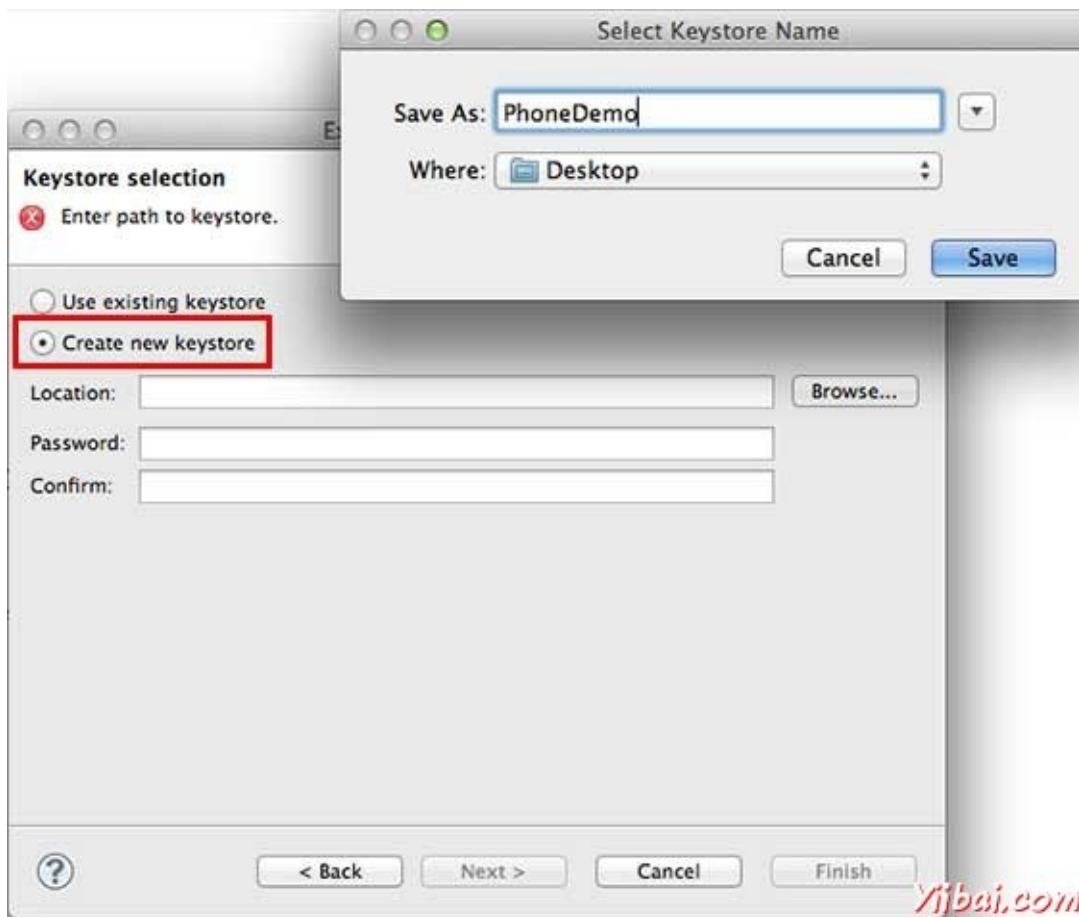 Select Keystore Name
Save As: PhoneDemo
Where: Desktop
Cancel Save
Keystore selection
Enter path to keystore.
Use existing keystore
Create new keystore
Location: Browse...
Password:
Confirm:
? < Back Next > Cancel Finish
Yiibai.com